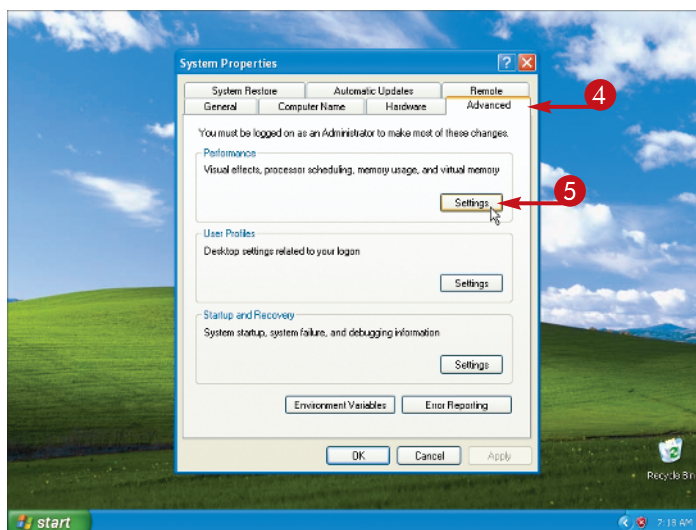 System Properties
System Restore Automatic Updates Remote
General Computer Name Hardware Advanced
4
You must be logged on as an Administrator to make most of these changes.
Performance
Visual effects, processor scheduling, memory usage, and virtual memory
Settings
5
User Profiles
Desktop settings related to your logon
Settings
Startup and Recovery
System startup, system failure, and debugging information
Settings
Environment Variables Error Reporting
OK Cancel Apply
Recycle Bin
start 7:18 AM